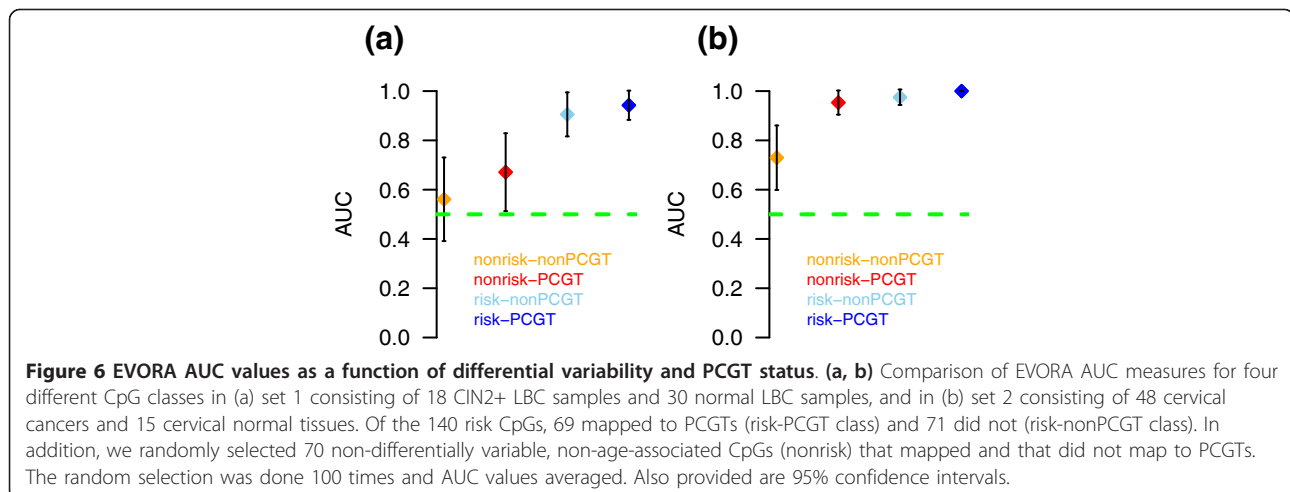 (a)
(b)
AUC
1.0
0.8
0.6
0.4
0.2
0.0
nonrisk−nonPCGT
nonrisk−PCGT
risk−nonPCGT
risk−PCGT
AUC
1.0
0.8
0.6
0.4
0.2
0.0
nonrisk−nonPCGT
nonrisk−PCGT
risk−nonPCGT
risk−PCGT
Figure 6 EVORA AUC values as a function of differential variability and PCGT status. (a, b) Comparison of EVORA AUC measures for four
different CpG classes in (a) set 1 consisting of 18 CIN2+ LBC samples and 30 normal LBC samples, and in (b) set 2 consisting of 48 cervical
cancers and 15 cervical normal tissues. Of the 140 risk CpGs, 69 mapped to PCGTs (risk-PCGT class) and 71 did not (risk-nonPCGT class). In
addition, we randomly selected 70 non-differentially variable, non-age-associated CpGs (nonrisk) that mapped and that did not map to PCGTs.
The random selection was done 100 times and AUC values averaged. Also provided are 95% confidence intervals.